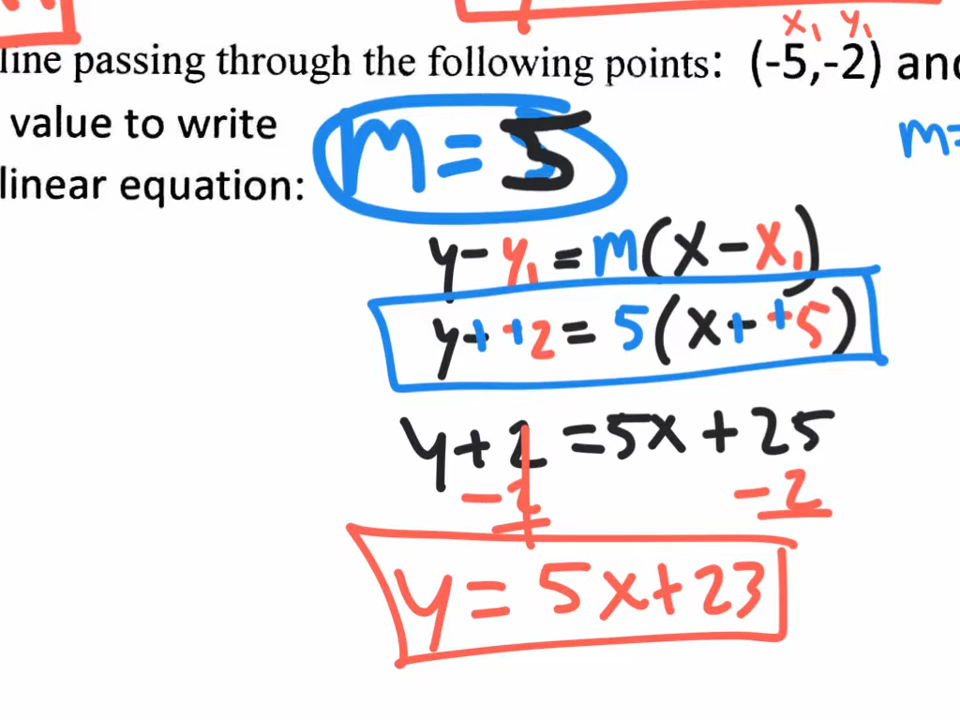 x₁ y₁
line passing through the following points: (-5,-2) and
value to write
m = 5
m=
linear equation:
y - y₁ = m(x - x₁)
y + +2 = 5(x + +5)
y + 2 = 5x + 25
- 2 - 2
y = 5x + 23